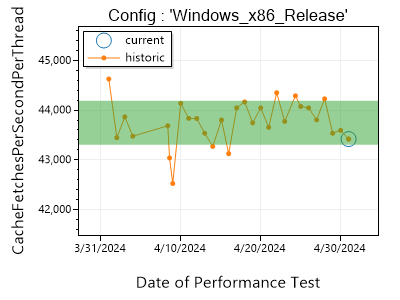 Config : 'Windows_x86_Release'
current
historic
CacheFetchesPerSecondPerThread
45,000
44,000
43,000
42,000
3/31/2024
4/10/2024
4/20/2024
4/30/2024
Date of Performance Test